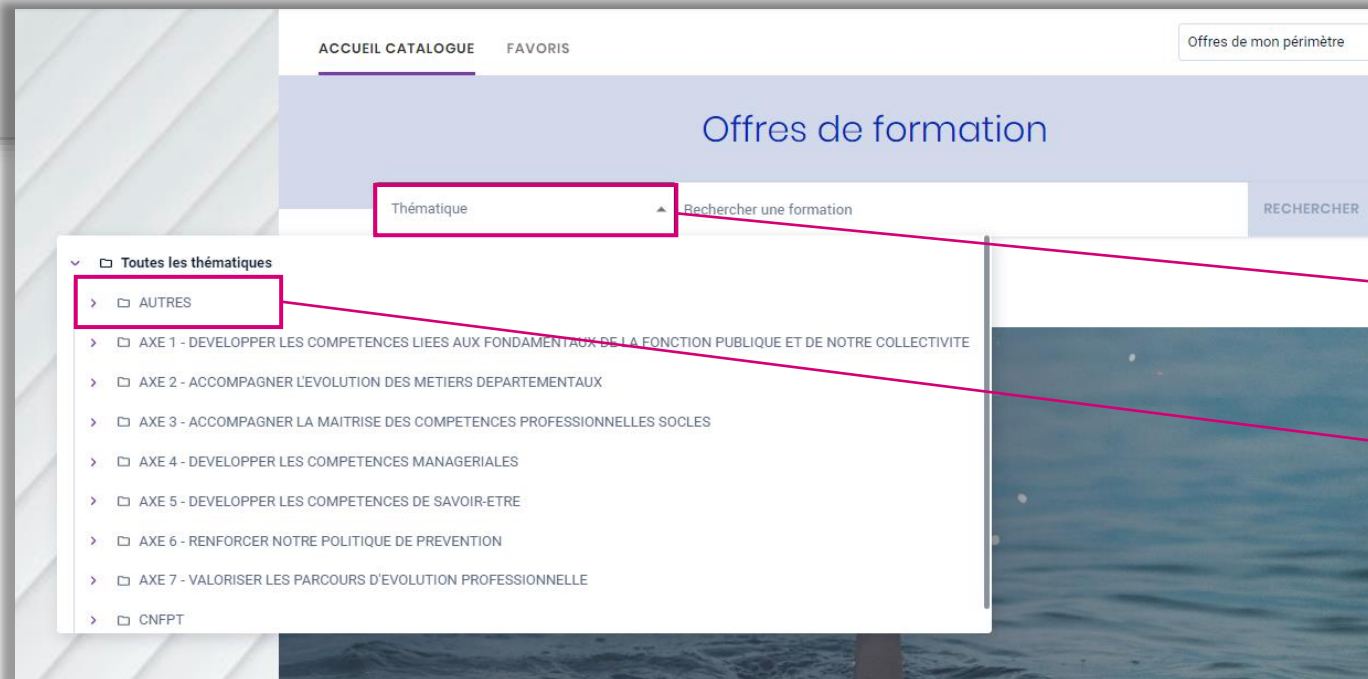 ACCUEIL CATALOGUE FAVORIS Offres de mon périmètre
Offres de formation
Thématique Rechercher une formation RECHERCHER
Toutes les thématiques
AUTRES
AXE 1 - DEVELOPPER LES COMPETENCES LIEES AUX FONDAMENTAUX DE LA FONCTION PUBLIQUE ET DE NOTRE COLLECTIVITE
AXE 2 - ACCOMPAGNER L'EVOLUTION DES METIERS DEPARTEMENTAUX
AXE 3 - ACCOMPAGNER LA MAITRISE DES COMPETENCES PROFESSIONNELLES SOCLES
AXE 4 - DEVELOPPER LES COMPETENCES MANAGERIALES
AXE 5 - DEVELOPPER LES COMPETENCES DE SAVOIR-ETRE
AXE 6 - RENFORCER NOTRE POLITIQUE DE PREVENTION
AXE 7 - VALORISER LES PARCOURS D'EVOLUTION PROFESSIONNELLE
CNFPT